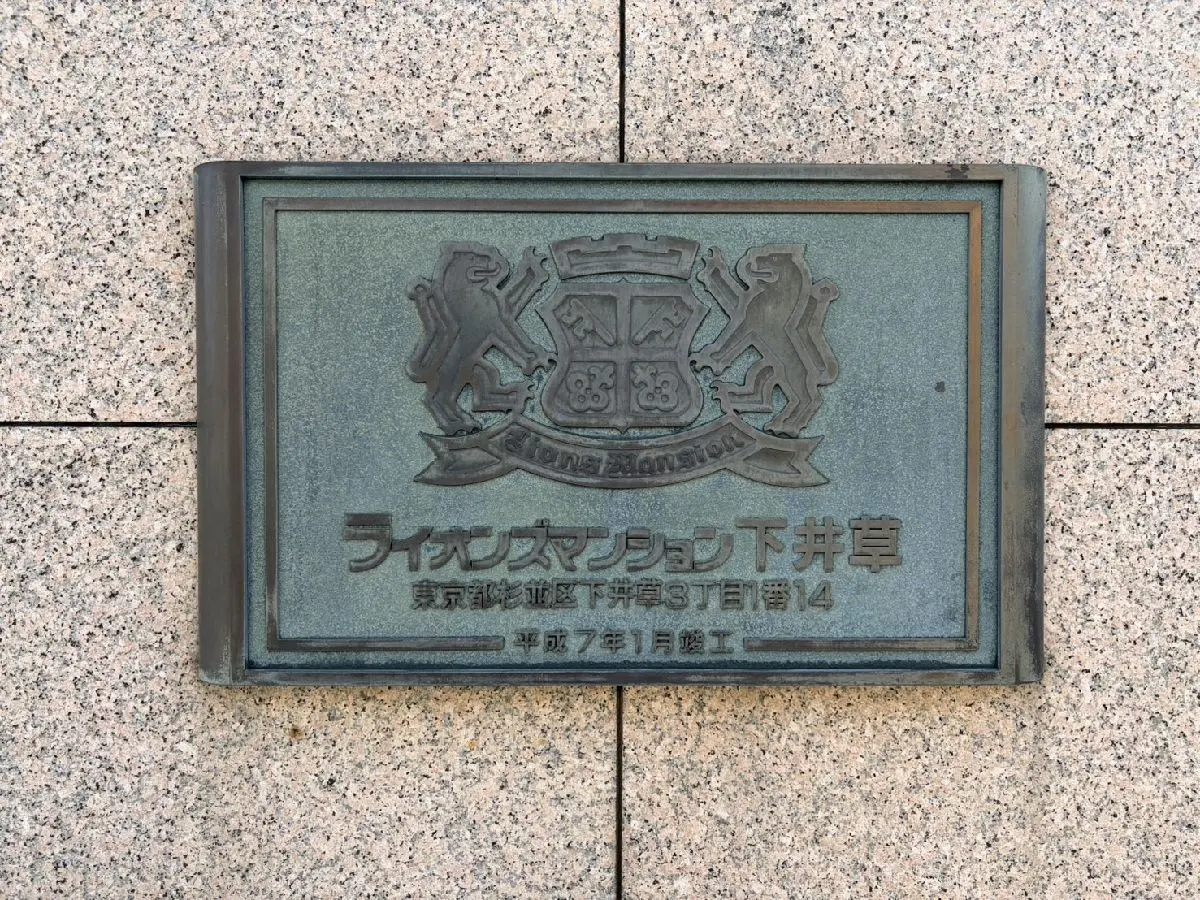 Lions Mansion
ライオンズマンション下井草
東京都杉並区下井草3丁目1番14
平成7年1月竣工